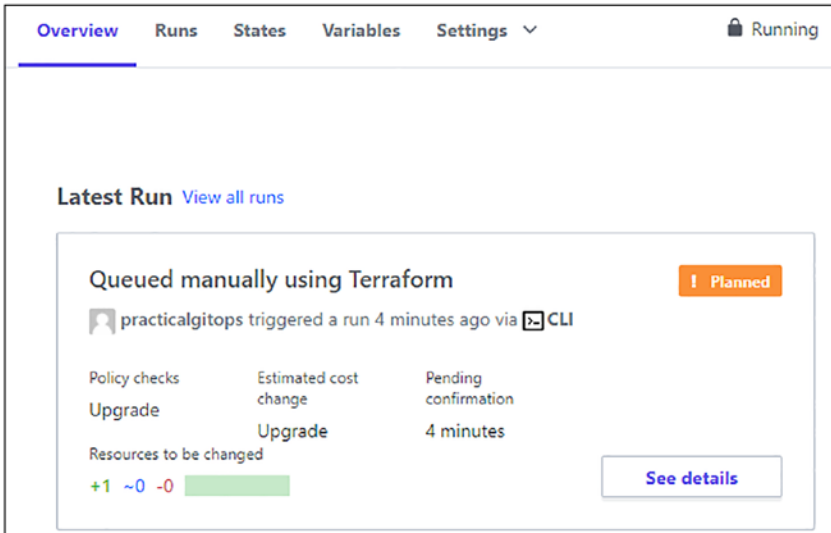 Overview Runs States Variables Settings Running
Latest Run View all runs
Queued manually using Terraform ! Planned
practicalgitops triggered a run 4 minutes ago via CLI
Policy checks
Upgrade
Estimated cost
change
Upgrade
Pending
confirmation
4 minutes
Resources to be changed
+1 ~0 -0
See details